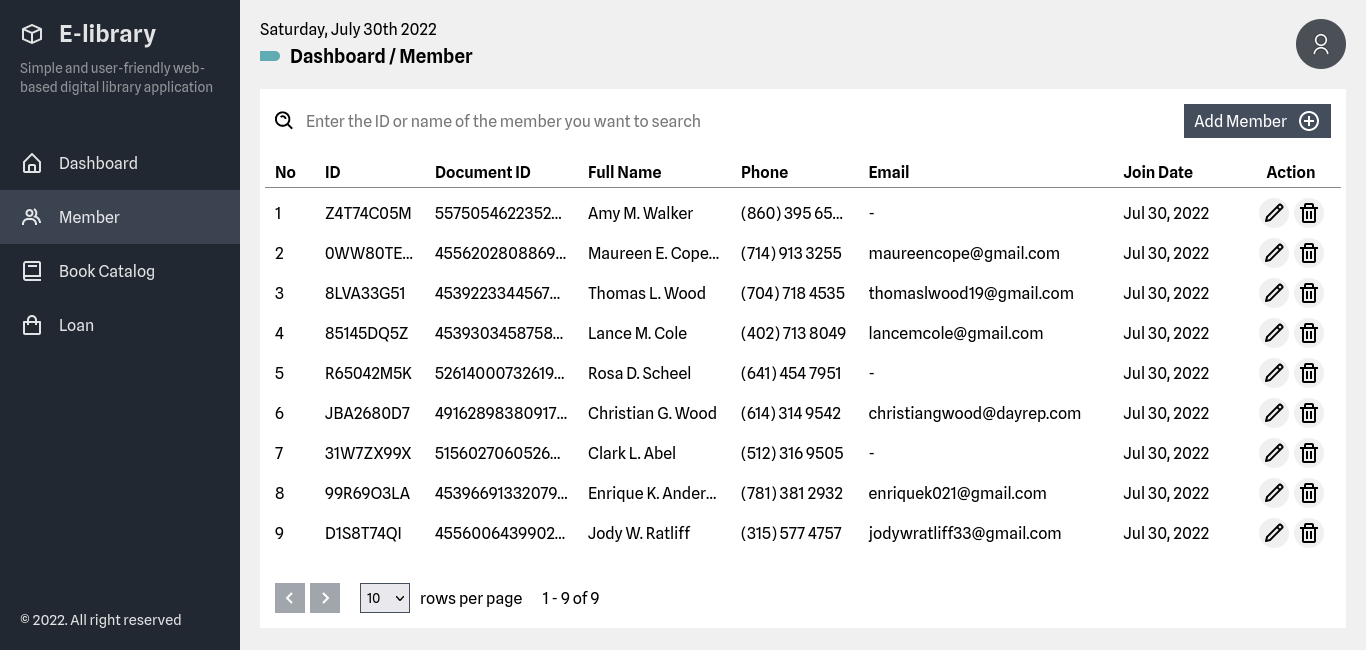 E-library
Simple and user-friendly web-
based digital library application
Dashboard
Member
Book Catalog
Loan
© 2022. All right reserved
Saturday, July 30th 2022
Dashboard / Member
Enter the ID or name of the member you want to search
Add Member
No ID Document ID Full Name Phone Email Join Date Action
1 Z4T74C05M 5575054622352... Amy M. Walker (860) 395 65... - Jul 30, 2022
2 0WW80TE... 4556202808869... Maureen E. Cope... (714) 913 3255 maureencope@gmail.com Jul 30, 2022
3 8LVA33G51 4539223344567... Thomas L. Wood (704) 718 4535 thomaslwood19@gmail.com Jul 30, 2022
4 85145DQ5Z 4539303458758... Lance M. Cole (402) 713 8049 lancemcole@gmail.com Jul 30, 2022
5 R65042M5K 52614000732619... Rosa D. Scheel (641) 454 7951 - Jul 30, 2022
6 JBA2680D7 49162898380917... Christian G. Wood (614) 314 9542 christiangwood@dayrep.com Jul 30, 2022
7 31W7ZX99X 5156027060526... Clark L. Abel (512) 316 9505 - Jul 30, 2022
8 99R69O3LA 45396691332079... Enrique K. Ander... (781) 381 2932 enriquek021@gmail.com Jul 30, 2022
9 D1S8T74QI 4556006439902... Jody W. Ratliff (315) 577 4757 jodywratliff33@gmail.com Jul 30, 2022
10 rows per page 1 - 9 of 9